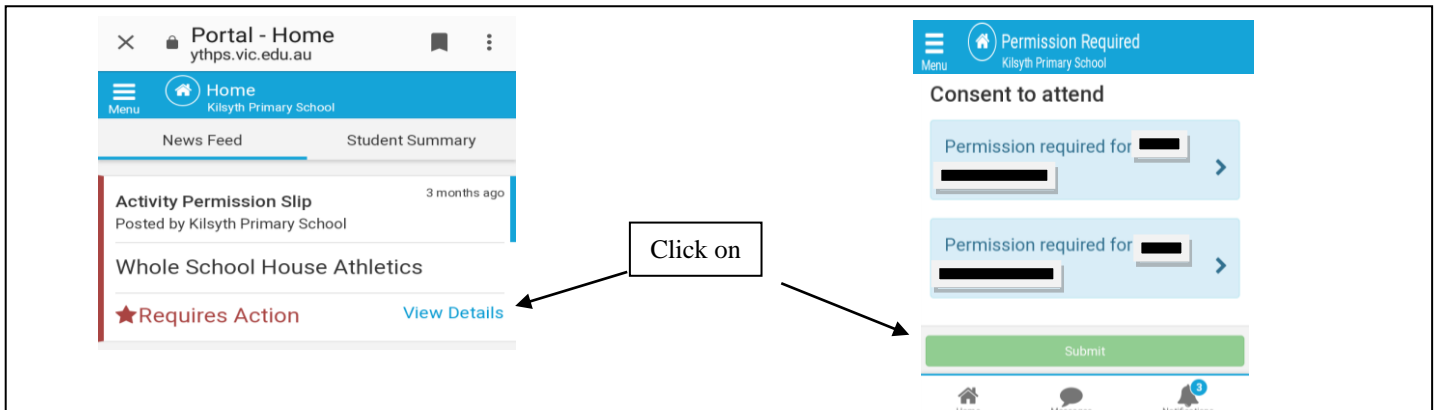 Portal - Home
ythps.vic.edu.au
Home
Menu
Kilsyth Primary School
News Feed
Student Summary
Activity Permission Slip
3 months ago
Posted by Kilsyth Primary School
Whole School House Athletics
Requires Action
View Details
Click on
Permission Required
Menu
Kilsyth Primary School
Consent to attend
Permission required for
Permission required for
Submit
3